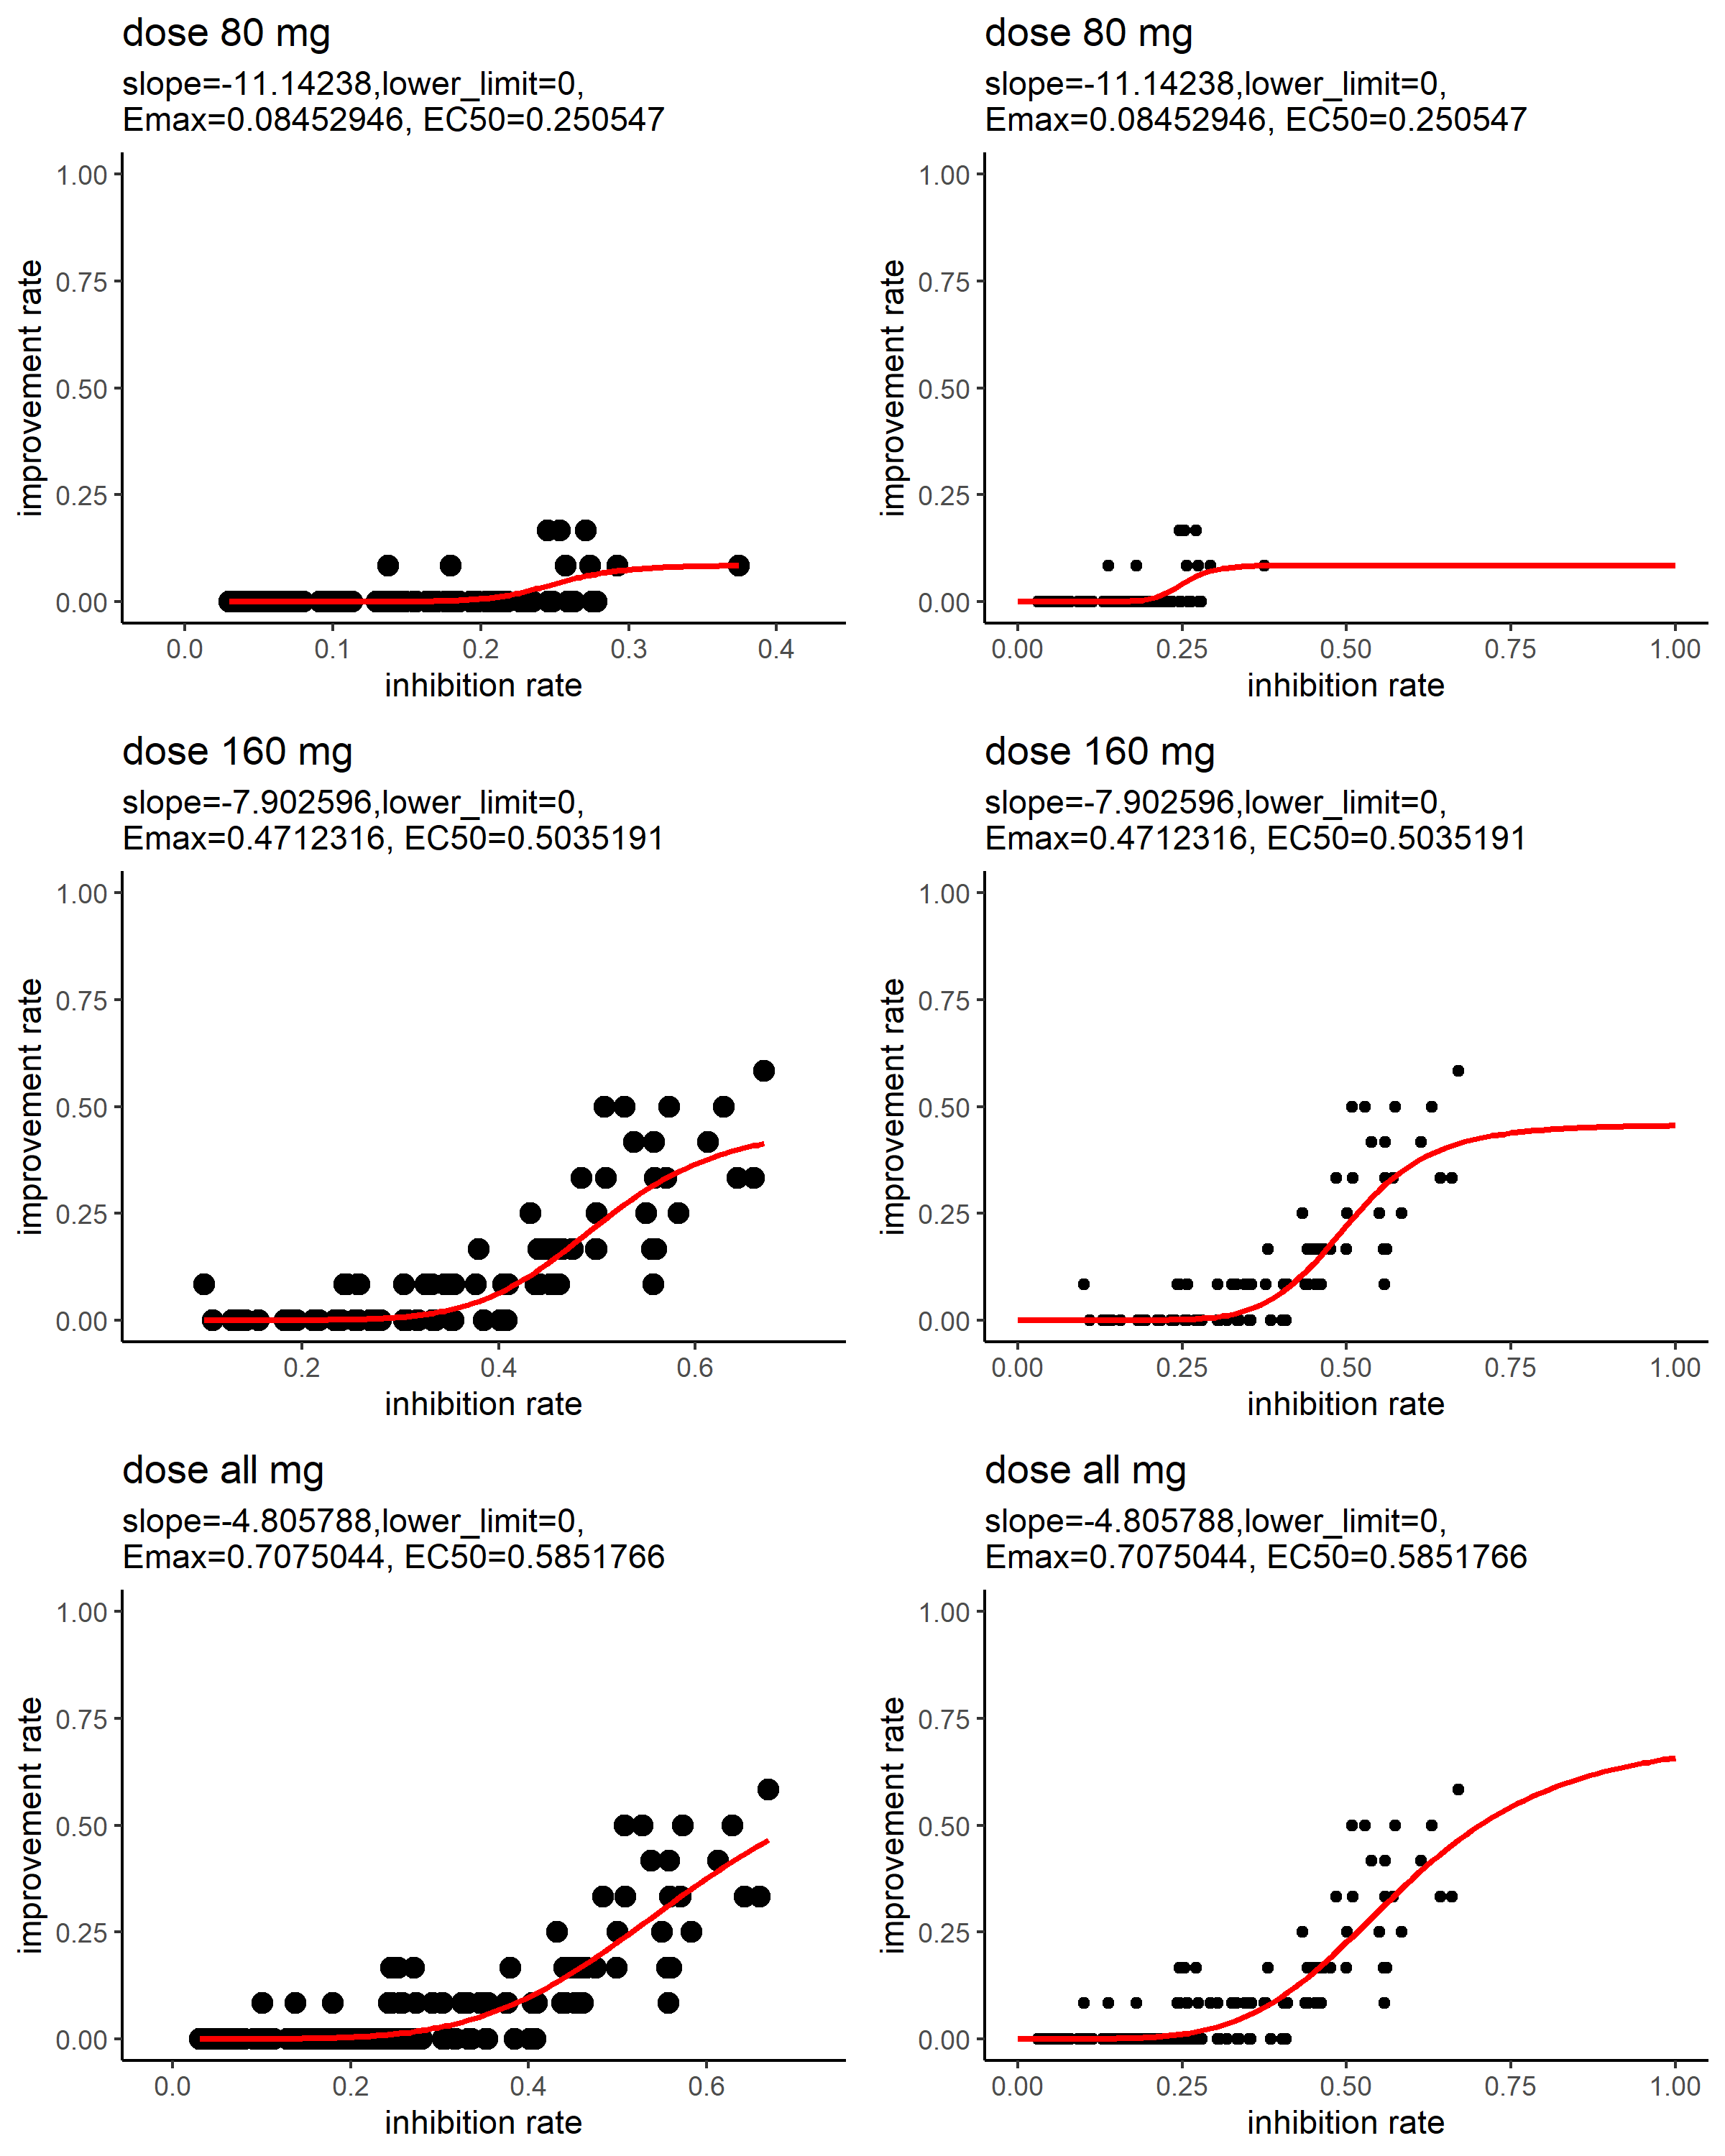 dose 80 mg
slope=-11.14238,lower_limit=0,
Emax=0.08452946, EC50=0.250547
1.00
0.75
0.50
0.25
0.00
improvement rate
0.0 0.1 0.2 0.3 0.4
inhibition rate
dose 80 mg
slope=-11.14238,lower_limit=0,
Emax=0.08452946, EC50=0.250547
1.00
0.75
0.50
0.25
0.00
improvement rate
0.00 0.25 0.50 0.75 1.00
inhibition rate
dose 160 mg
slope=-7.902596,lower_limit=0,
Emax=0.4712316, EC50=0.5035191
1.00
0.75
0.50
0.25
0.00
improvement rate
0.2 0.4 0.6
inhibition rate
dose 160 mg
slope=-7.902596,lower_limit=0,
Emax=0.4712316, EC50=0.5035191
1.00
0.75
0.50
0.25
0.00
improvement rate
0.00 0.25 0.50 0.75 1.00
inhibition rate
dose all mg
slope=-4.805788,lower_limit=0,
Emax=0.7075044, EC50=0.5851766
1.00
0.75
0.50
0.25
0.00
improvement rate
0.0 0.2 0.4 0.6
inhibition rate
dose all mg
slope=-4.805788,lower_limit=0,
Emax=0.7075044, EC50=0.5851766
1.00
0.75
0.50
0.25
0.00
improvement rate
0.00 0.25 0.50 0.75 1.00
inhibition rate